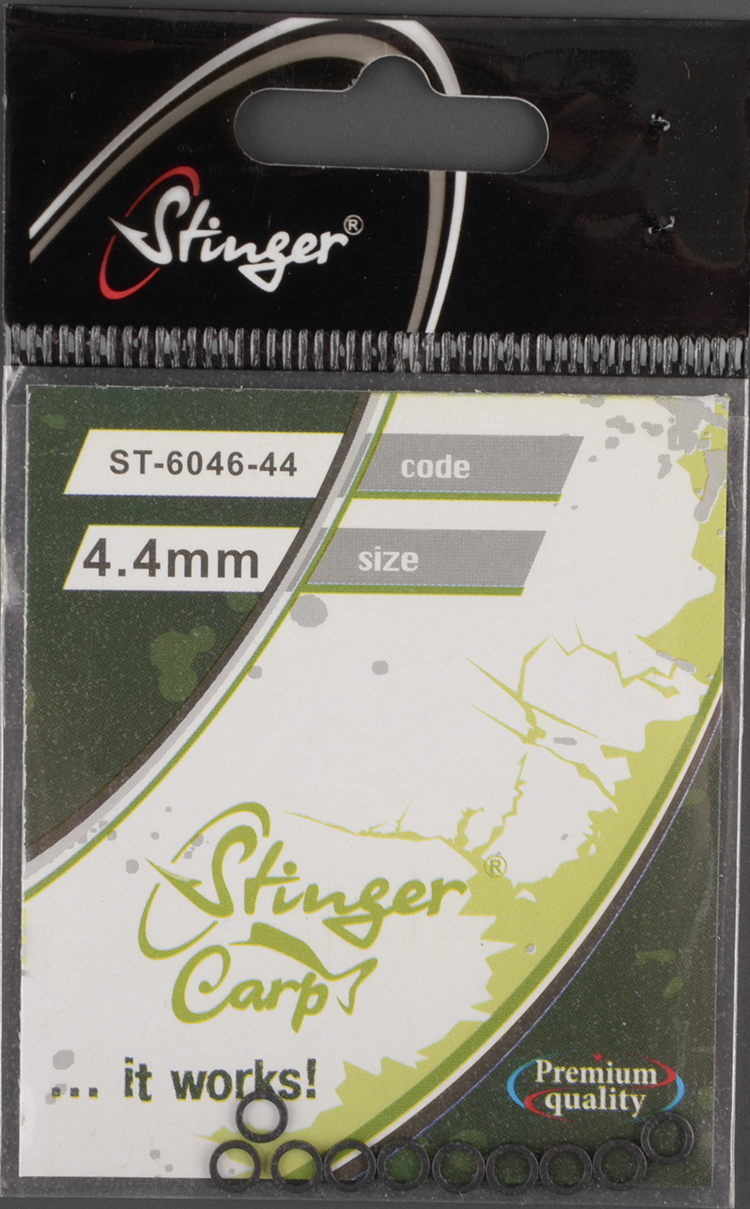 Stinger®
ST-6046-44 code
4.4mm size
Stinger®
Carp
... it works!
Premium
quality